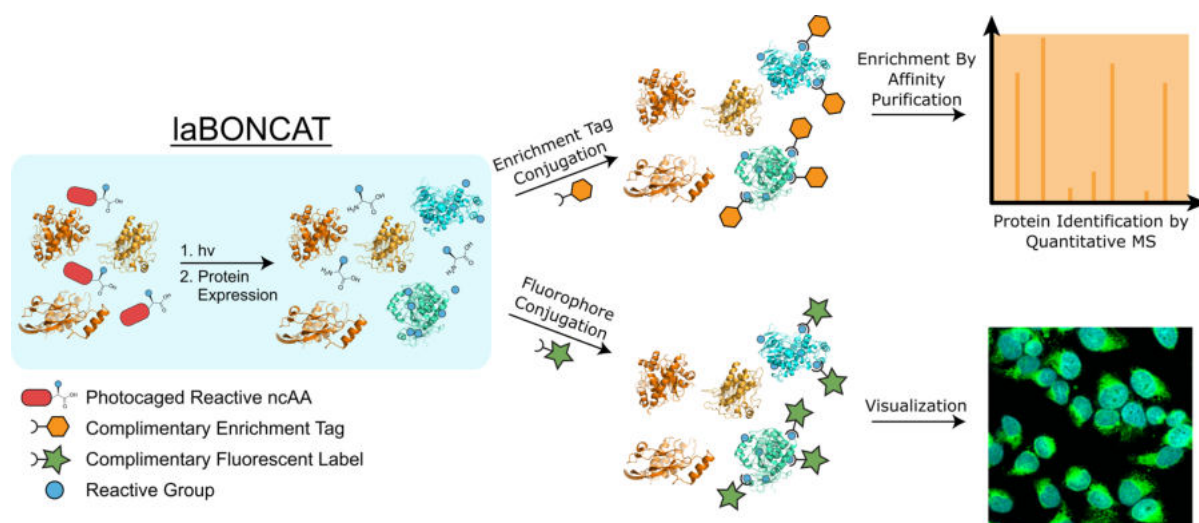 laBONCAT
1. hv
2. Protein
Expression
Photocaged Reactive ncAA
Complimentary Enrichment Tag
Complimentary Fluorescent Label
Reactive Group
Enrichment Tag
Conjugation
Enrichment By
Affinity
Purification
Protein Identification by
Quantitative MS
Fluorophore
Conjugation
Visualization